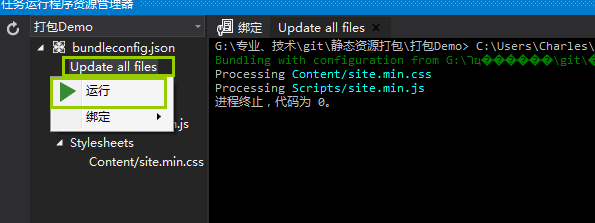 任务运行程序资源管理器
打包Demo
bundleconfig.json
Update all files
运行
绑定
.js
Stylesheets
Content/site.min.css
绑定 Update all files
G:\专业、技术\git\静态资源打包\打包Demo> C:\Users\Charles\
Bundling with configuration from G:\
\git\
Processing Content/site.min.css
Processing Scripts/site.min.js
进程终止，代码为 0。